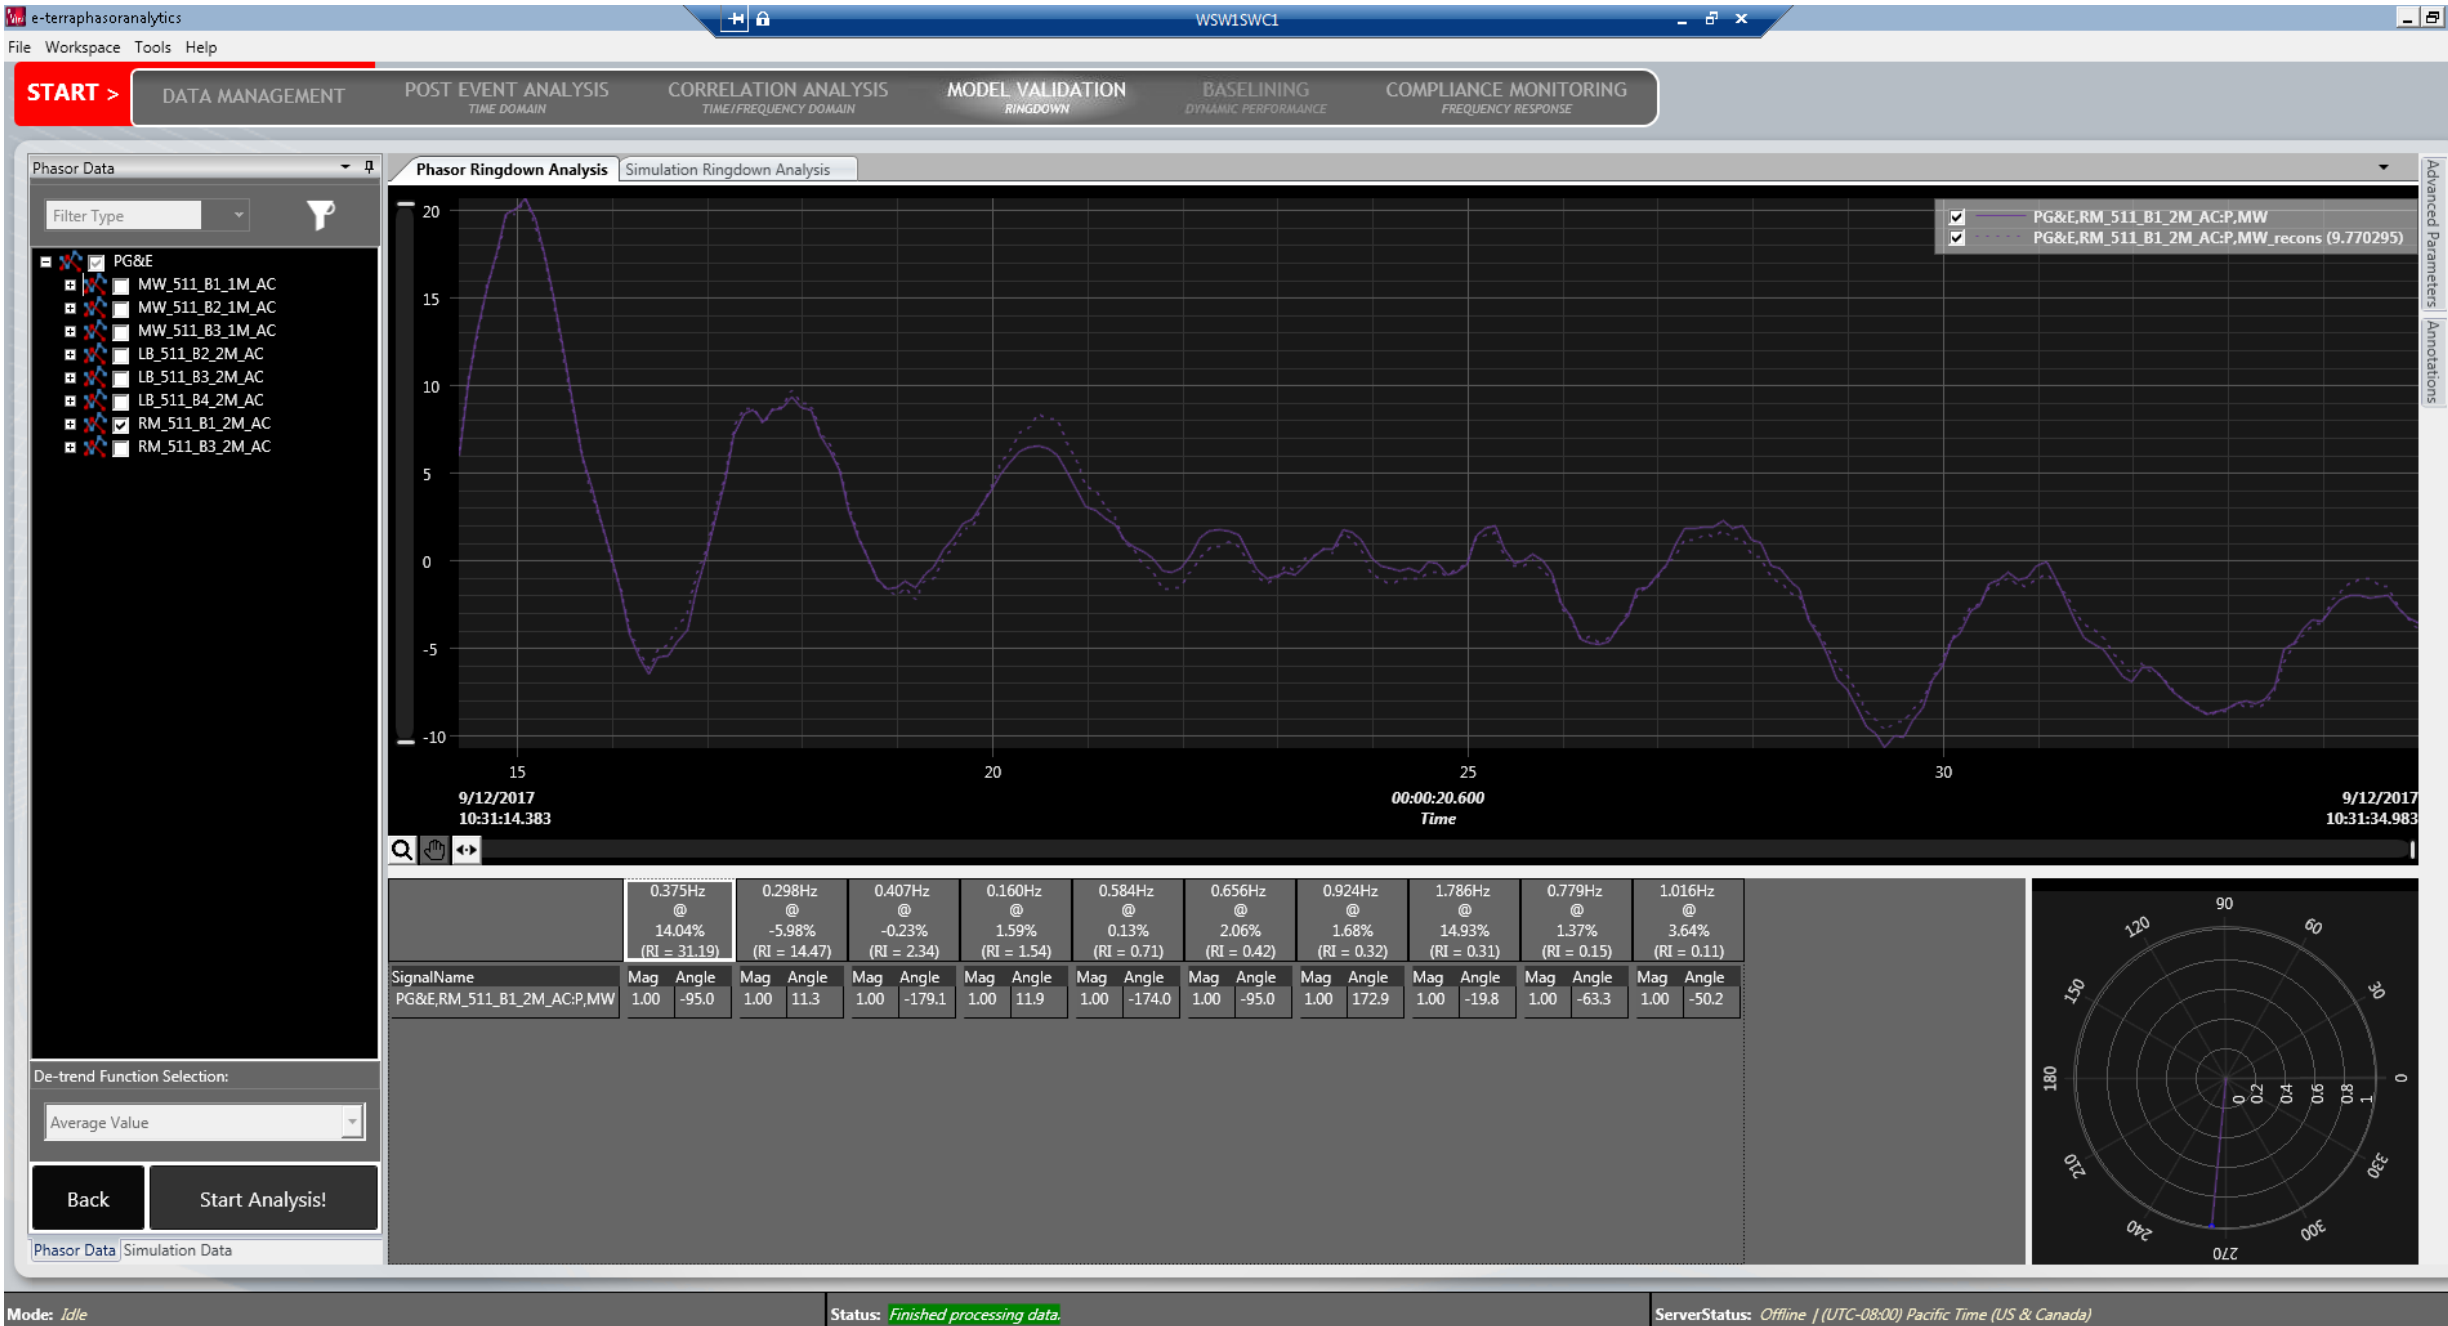 e-terraphasoranalytics
WSW1SWC1
File Workspace Tools Help
START >
DATA MANAGEMENT
POST EVENT ANALYSIS
TIME DOMAIN
CORRELATION ANALYSIS
TIME/FREQUENCY DOMAIN
MODEL VALIDATION
RINGDOWN
BASELINING
DYNAMIC PERFORMANCE
COMPLIANCE MONITORING
FREQUENCY RESPONSE
Phasor Data
Filter Type
PG&E
MW_511_B1_1M_AC
MW_511_B2_1M_AC
MW_511_B3_1M_AC
LB_511_B2_2M_AC
LB_511_B3_2M_AC
LB_511_B4_2M_AC
RM_511_B1_2M_AC
RM_511_B3_2M_AC
De-trend Function Selection:
Average Value
Back
Start Analysis!
Phasor Data Simulation Data
Phasor Ringdown Analysis Simulation Ringdown Analysis
PG&E,RM_511_B1_2M_AC:P,MW
PG&E,RM_511_B1_2M_AC:P,MW_recons (9.770295)
20
15
10
5
0
-5
-10
15 20 25 30
9/12/2017
10:31:14.383
00:00:20.600
Time
9/12/2017
10:31:34.983
Advanced Parameters
Annotations
0.375Hz 0.298Hz 0.407Hz 0.160Hz 0.584Hz 0.656Hz 0.924Hz 1.786Hz 0.779Hz 1.016Hz
@ @ @ @ @ @ @ @ @ @
14.04% -5.98% -0.23% 1.59% 0.13% 2.06% 1.68% 14.93% 1.37% 3.64%
(RI = 31.19) (RI = 14.47) (RI = 2.34) (RI = 1.54) (RI = 0.71) (RI = 0.42) (RI = 0.32) (RI = 0.31) (RI = 0.15) (RI = 0.11)
SignalName Mag Angle Mag Angle Mag Angle Mag Angle Mag Angle Mag Angle Mag Angle Mag Angle Mag Angle Mag Angle
PG&E,RM_511_B1_2M_AC:P,MW 1.00 -95.0 1.00 11.3 1.00 -179.1 1.00 11.9 1.00 -174.0 1.00 -95.0 1.00 172.9 1.00 -19.8 1.00 -63.3 1.00 -50.2
90
120 60
150 30
180 0
0 0.2 0.4 0.6 0.8 1
210 330
240 300
270
Mode: Idle
Status: Finished processing data.
ServerStatus: Offline | (UTC-08:00) Pacific Time (US & Canada)